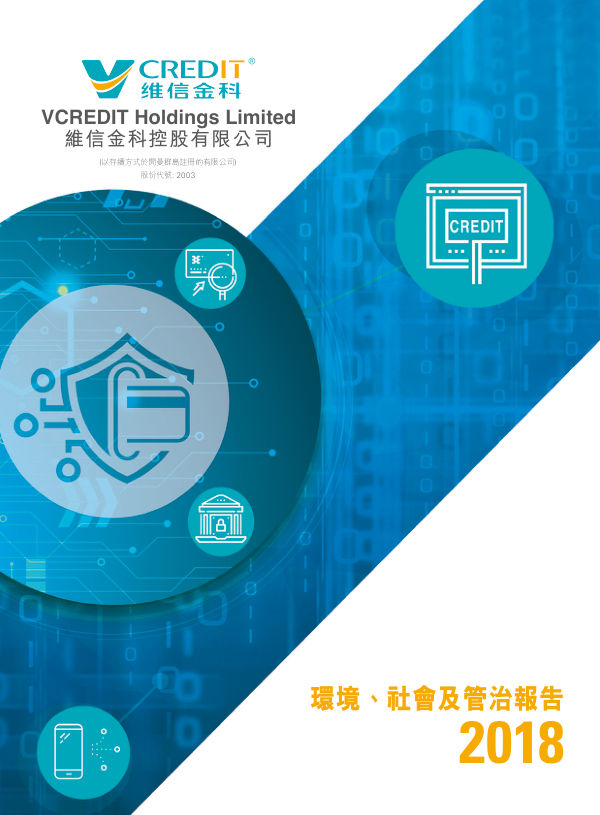 VCREDIT®
维信金科
VCREDIT Holdings Limited
維信金科控股有限公司
(以存續方式於開曼群島註冊的有限公司)
股份代號: 2003
CREDIT
環境、社會及管治報告
2018